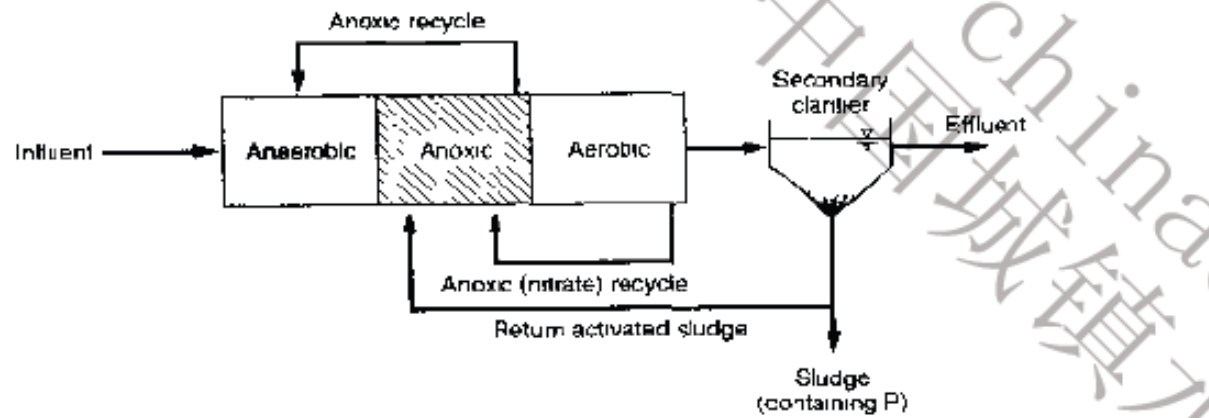 Anoxic recycle
Secondary
clarifier
Influent
Anaerobic
Anoxic
Aerobic
Effluent
Anoxic (nitrate) recycle
Return activated sludge
Sludge
(containing P)
china
中国城镇水